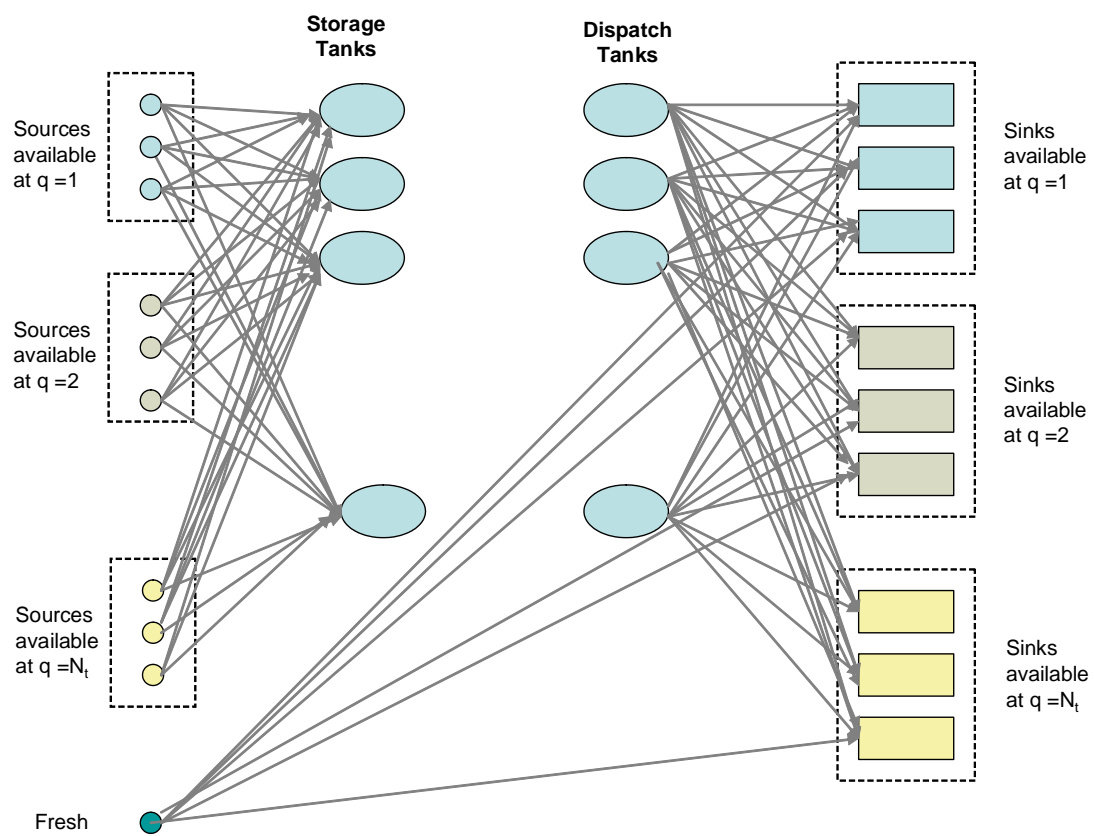 Storage
Tanks
Dispatch
Tanks
Sources
available
at q =1
Sinks
available
at q =1
Sources
available
at q =2
Sinks
available
at q =2
Sources
available
at q =Nt
Sinks
available
at q =Nt
Fresh